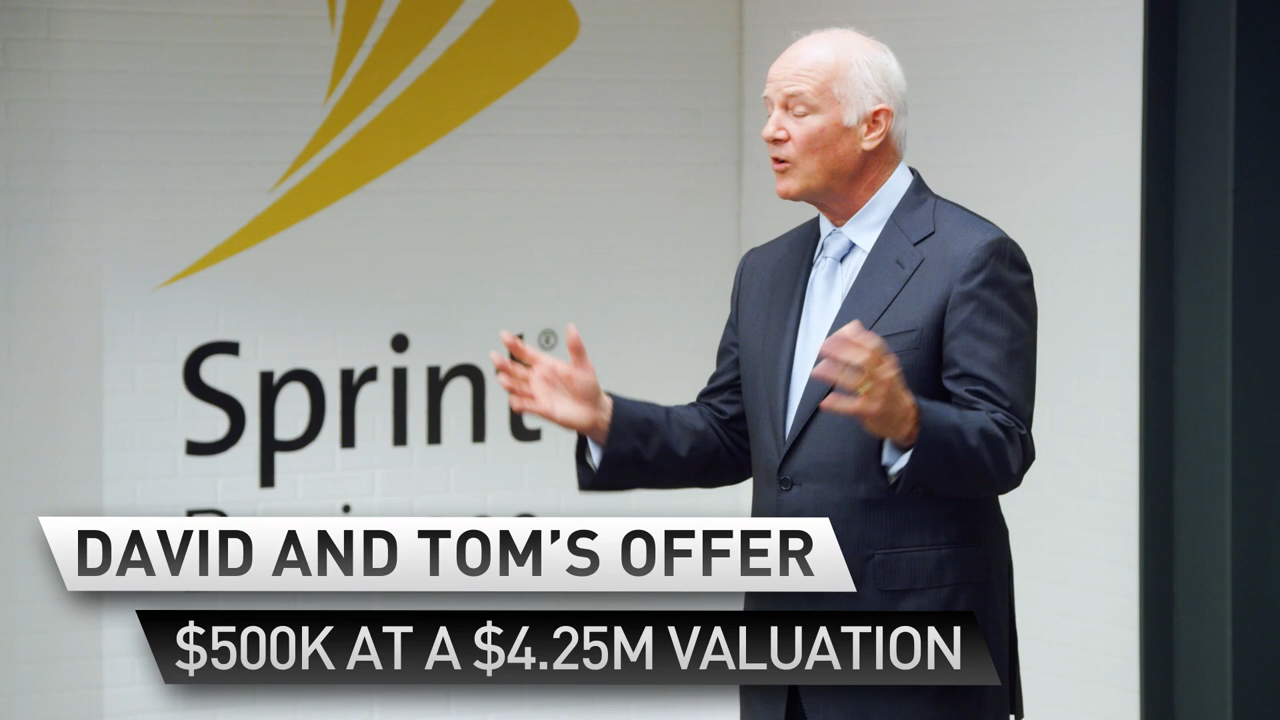 Sprint®
DAVID AND TOM'S OFFER
$500K AT A $4.25M VALUATION